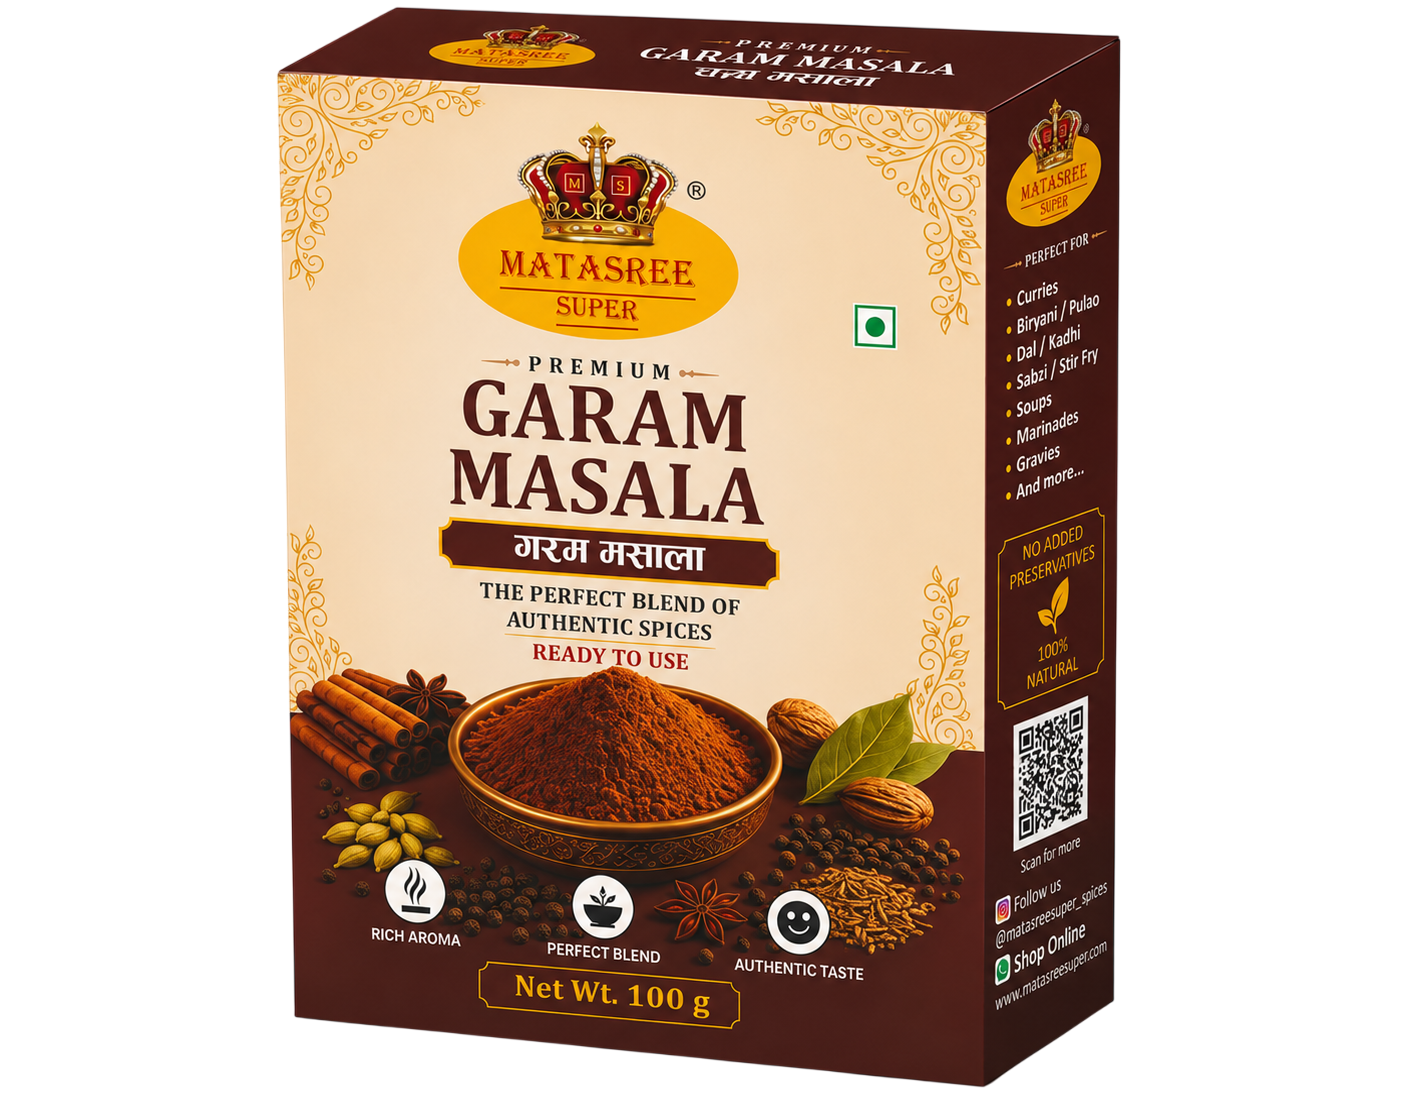 MATASREE
SUPER
PREMIUM
GARAM MASALA
गरम मसाला
M S
®
MATASREE
SUPER
PREMIUM
GARAM
MASALA
गरम मसाला
THE PERFECT BLEND OF
AUTHENTIC SPICES
READY TO USE
RICH AROMA
PERFECT BLEND
AUTHENTIC TASTE
Net Wt. 100 g
MATASREE
SUPER
PERFECT FOR
• Curries
• Biryani / Pulao
• Dal / Kadhi
• Sabzi / Stir Fry
• Soups
• Marinades
• Gravies
• And more...
NO ADDED
PRESERVATIVES
100%
NATURAL
Scan for more
Follow us
@matasreesuper_spices
Shop Online
www.matasreesuper.com